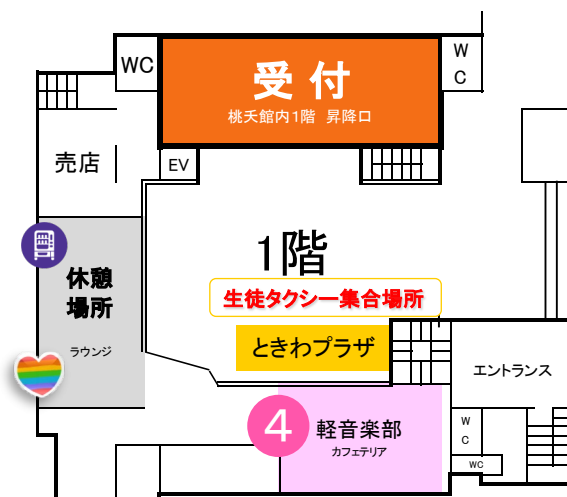 WC
受付
桃夭館内1階 昇降口
W
C
売店
EV
1階
休憩
場所
生徒タクシー集合場所
ラウンジ
ときわプラザ
エントランス
4
軽音楽部
カフェテリア
W
C
WC